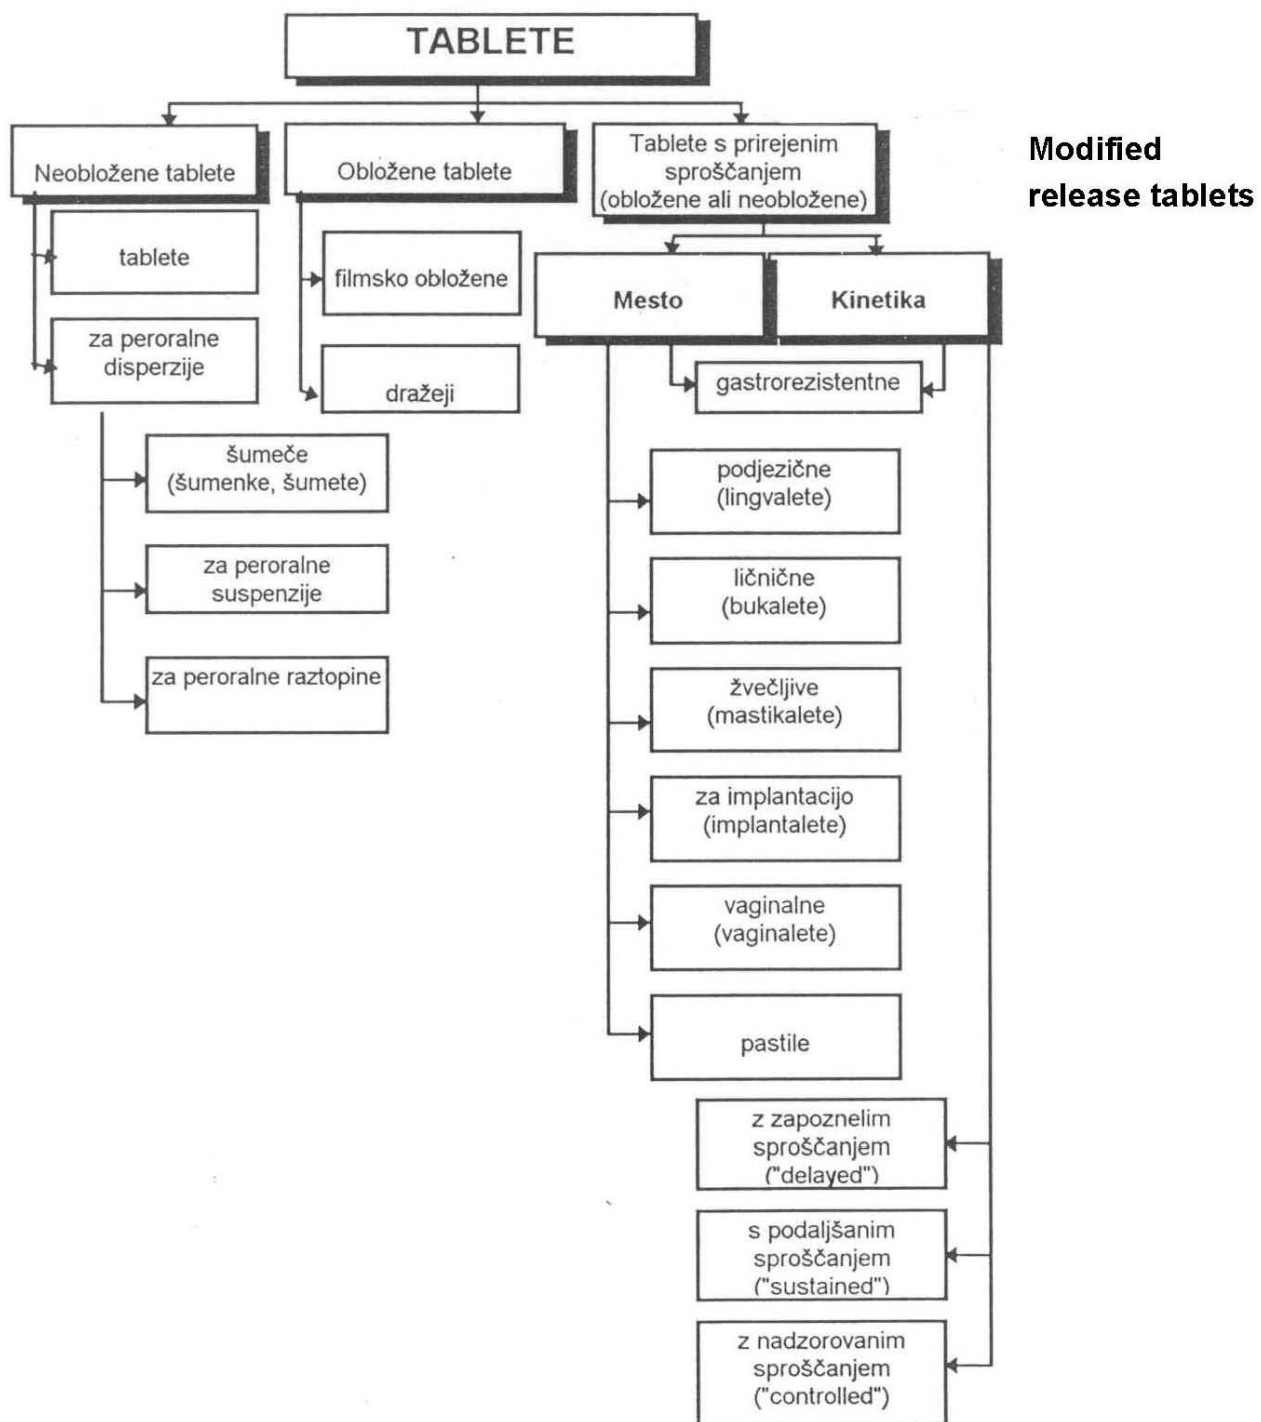 TABLETE
Neobložene tablete
Obložene tablete
Tablete s prirejenim
sproščanjem
(obložene ali neobložene)
Modified
release tablets
tablete
za peroralne
disperzije
šumeče
(šumenke, šumete)
za peroralne
suspenzije
za peroralne raztopine
filmsko obložene
dražeji
Mesto
Kinetika
gastrorezistentne
podjezične
(lingvalete)
ličnične
(bukalete)
žvečljive
(mastikalete)
za implantacijo
(implantalete)
vaginalne
(vaginalete)
pastile
z zapoznelim
sproščanjem
("delayed")
s podaljšanim
sproščanjem
("sustained")
z nadzorovanim
sproščanjem
("controlled")